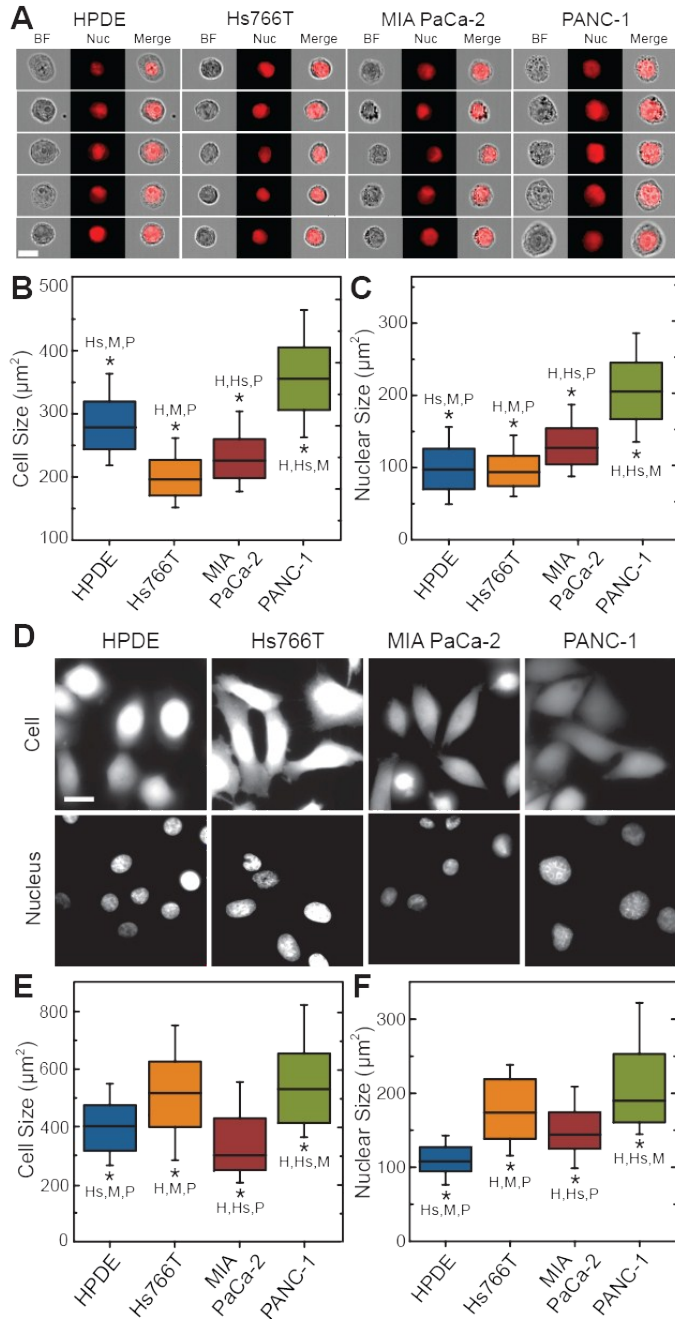 A
HPDE Hs766T MIA PaCa-2 PANC-1
BF Nuc Merge BF Nuc Merge BF Nuc Merge BF Nuc Merge
B
Cell Size (µm²)
500
400
300
200
100
Hs,M,P
*
H,M,P
*
H,Hs,P
*
*
H,Hs,M
HPDE
Hs766T
MIA
PaCa-2
PANC-1
C
Nuclear Size (µm²)
300
200
100
0
Hs,M,P
*
H,M,P
*
H,Hs,P
*
*
H,Hs,M
HPDE
Hs766T
MIA
PaCa-2
PANC-1
D
HPDE Hs766T MIA PaCa-2 PANC-1
Cell
Nucleus
E
Cell Size (µm²)
800
600
400
200
0
*
Hs,M,P
*
H,M,P
*
H,Hs,P
*
H,Hs,M
HPDE
Hs766T
MIA
PaCa-2
PANC-1
F
Nuclear Size (µm²)
300
200
100
0
*
Hs,M,P
*
H,M,P
*
H,Hs,P
*
H,Hs,M
HPDE
Hs766T
MIA
PaCa-2
PANC-1